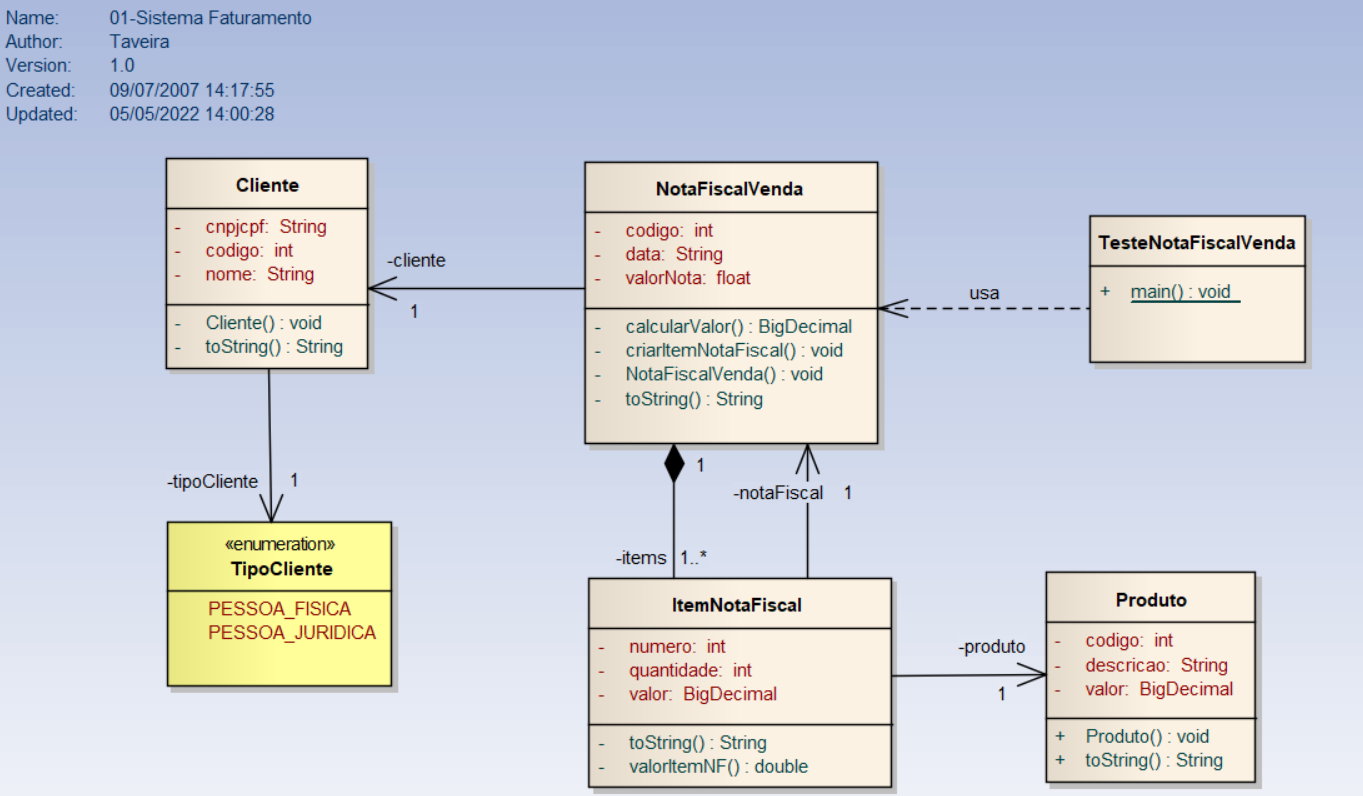 Name: 01-Sistema Faturamento
Author: Taveira
Version: 1.0
Created: 09/07/2007 14:17:55
Updated: 05/05/2022 14:00:28
Cliente
- cnpjcpf: String
- codigo: int
- nome: String
- Cliente() : void
- toString() : String
-cliente
1
NotaFiscalVenda
- codigo: int
- data: String
- valorNota: float
- calcularValor() : BigDecimal
- criarItemNotaFiscal() : void
- NotaFiscalVenda() : void
- toString() : String
usa
TesteNotaFiscalVenda
+ main() : void
-tipoCliente 1
«enumeration»
TipoCliente
PESSOA_FISICA
PESSOA_JURIDICA
1
-notaFiscal 1
-items 1..*
ItemNotaFiscal
- numero: int
- quantidade: int
- valor: BigDecimal
- toString() : String
- valorItemNF() : double
-produto
1
Produto
- codigo: int
- descricao: String
- valor: BigDecimal
+ Produto() : void
+ toString() : String